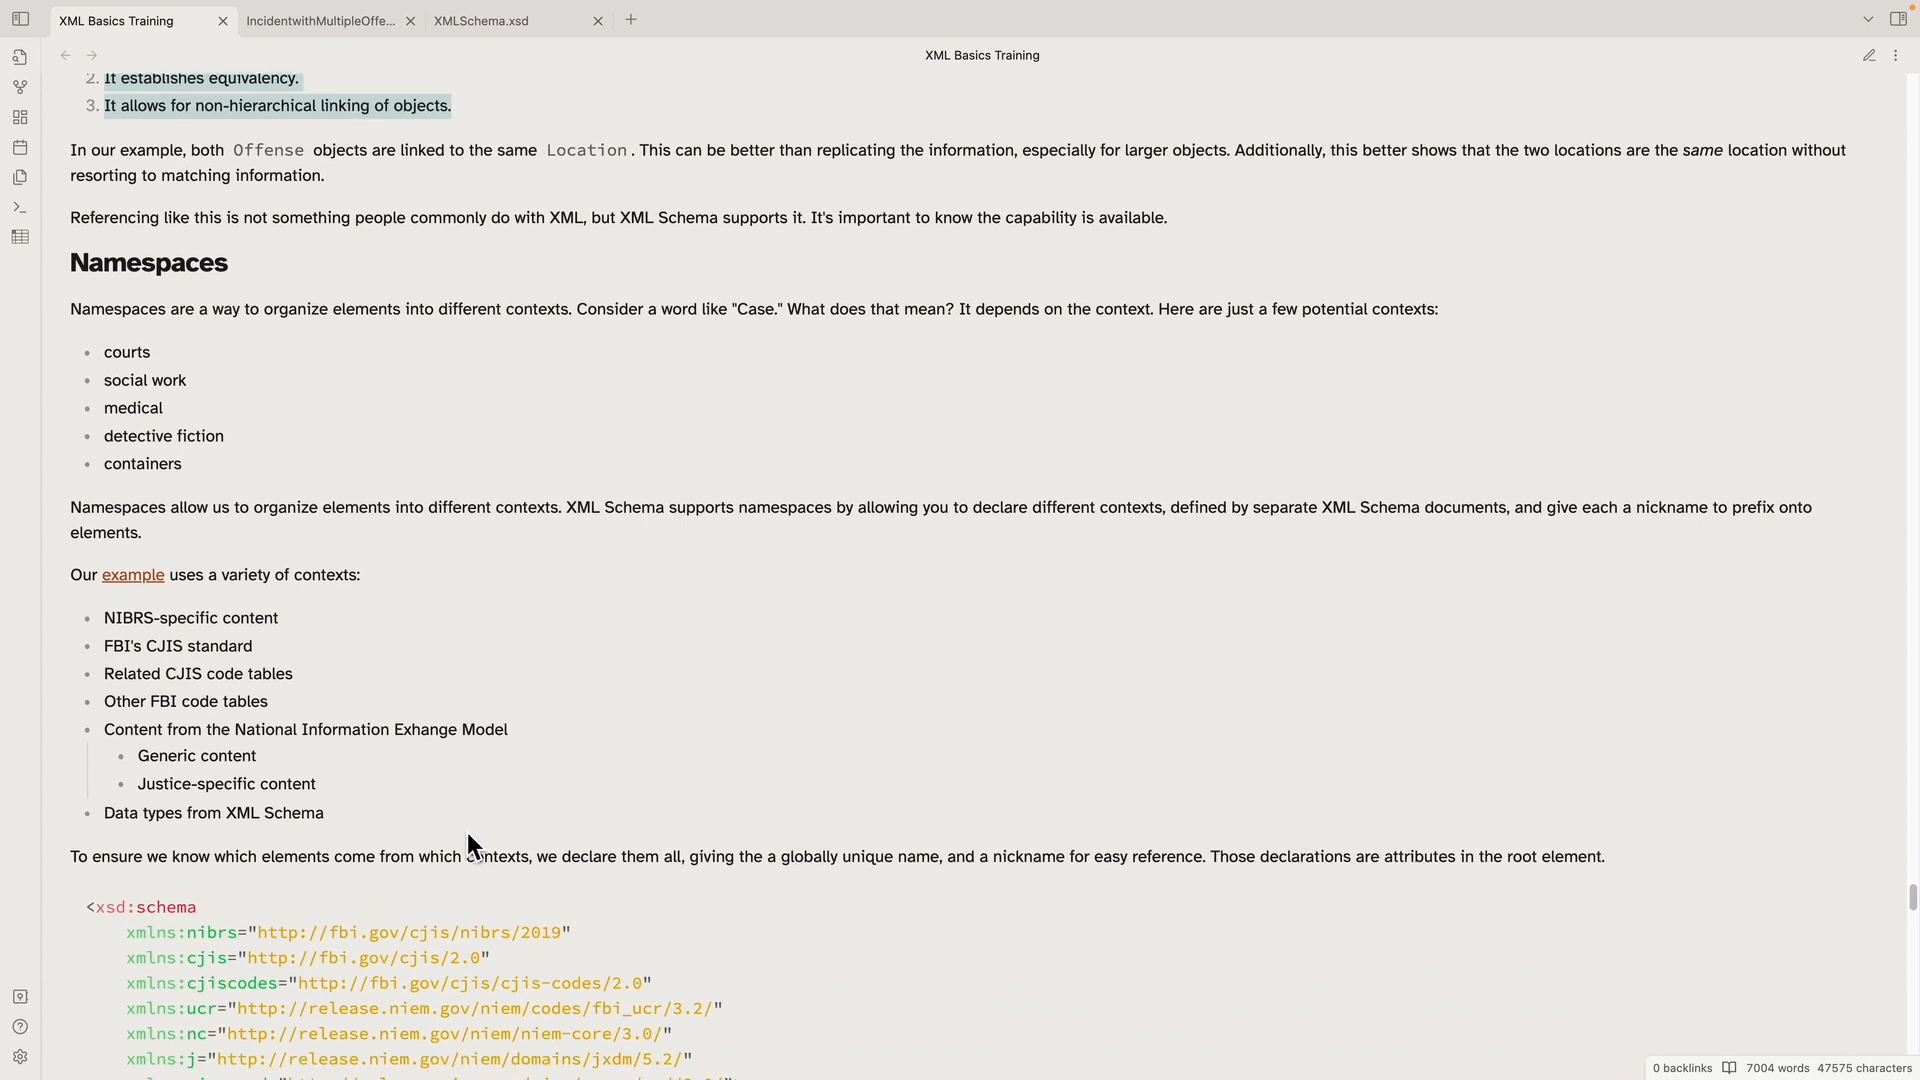 XML Basics Training
IncidentwithMultipleOffe...
XMLSchema.xsd
XML Basics Training
2. It establishes equivalency.
3. It allows for non-hierarchical linking of objects.
In our example, both Offense objects are linked to the same Location. This can be better than replicating the information, especially for larger objects. Additionally, this better shows that the two locations are the same location without
resorting to matching information.
Referencing like this is not something people commonly do with XML, but XML Schema supports it. It's important to know the capability is available.
Namespaces
Namespaces are a way to organize elements into different contexts. Consider a word like "Case." What does that mean? It depends on the context. Here are just a few potential contexts:
courts
social work
medical
detective fiction
containers
Namespaces allow us to organize elements into different contexts. XML Schema supports namespaces by allowing you to declare different contexts, defined by separate XML Schema documents, and give each a nickname to prefix onto
elements.
Our example uses a variety of contexts:
NIBRS-specific content
FBI's CJIS standard
Related CJIS code tables
Other FBI code tables
Content from the National Information Exhange Model
Generic content
Justice-specific content
Data types from XML Schema
To ensure we know which elements come from which contexts, we declare them all, giving the a globally unique name, and a nickname for easy reference. Those declarations are attributes in the root element.
<xsd:schema
xmlns:nibrs="http://fbi.gov/cjis/nibrs/2019"
xmlns:cjis="http://fbi.gov/cjis/2.0"
xmlns:cjiscodes="http://fbi.gov/cjis/cjis-codes/2.0"
xmlns:ucr="http://release.niem.gov/niem/codes/fbi_ucr/3.2/"
xmlns:nc="http://release.niem.gov/niem/niem-core/3.0/"
xmlns:j="http://release.niem.gov/niem/domains/jxdm/5.2/"
0 backlinks 7004 words 47575 characters